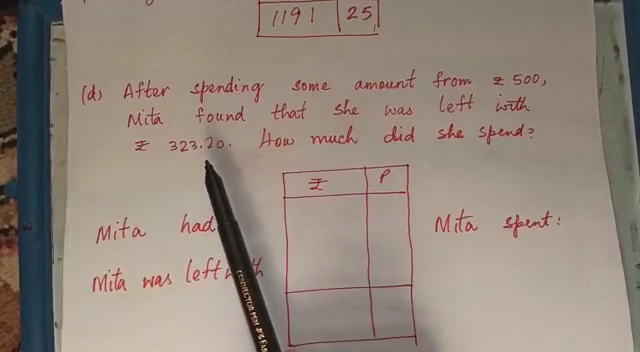 1191 25
(d) After spending some amount from ₹ 500,
Mita found that she was left with
₹ 323.20. How much did she spend?
₹ P
Mita had
Mita spent:
Mita was left with